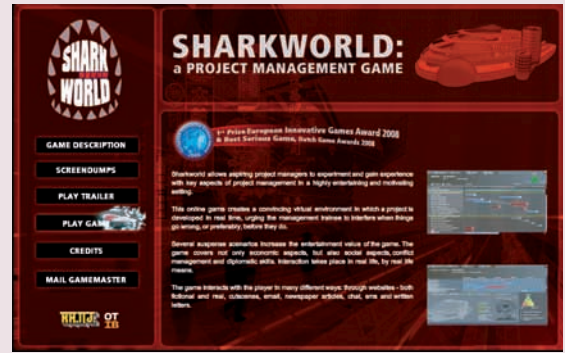 SHARK
WORLD
GAME DESCRIPTION
SCREENDUMPS
PLAY TRAILER
PLAY GAME
CREDITS
MAIL GAMEMASTER
OT
IB
SHARKWORLD:
a PROJECT MANAGEMENT GAME
1st Prize European Innovative Games Award 2008
& Best Serious Game, Dutch Game Awards 2008
Sharkworld allows aspiring project managers to experiment and gain experience
with key aspects of project management in a highly entertaining and motivating
setting.
This online game creates a convincing virtual environment in which a project is
developed in real time, urging the management trainee to interfere when things
go wrong, or preferably, before they do.
Several suspense scenarios increase the entertainment value of the game. The
game covers not only economic aspects, but also social aspects, conflict
management and diplomatic skills. Interaction takes place in real life, by real life
means.
The game interacts with the player in many different ways: through websites - both
fictional and real, cutscenes, email, newspaper articles, chat, sms and written
letters.